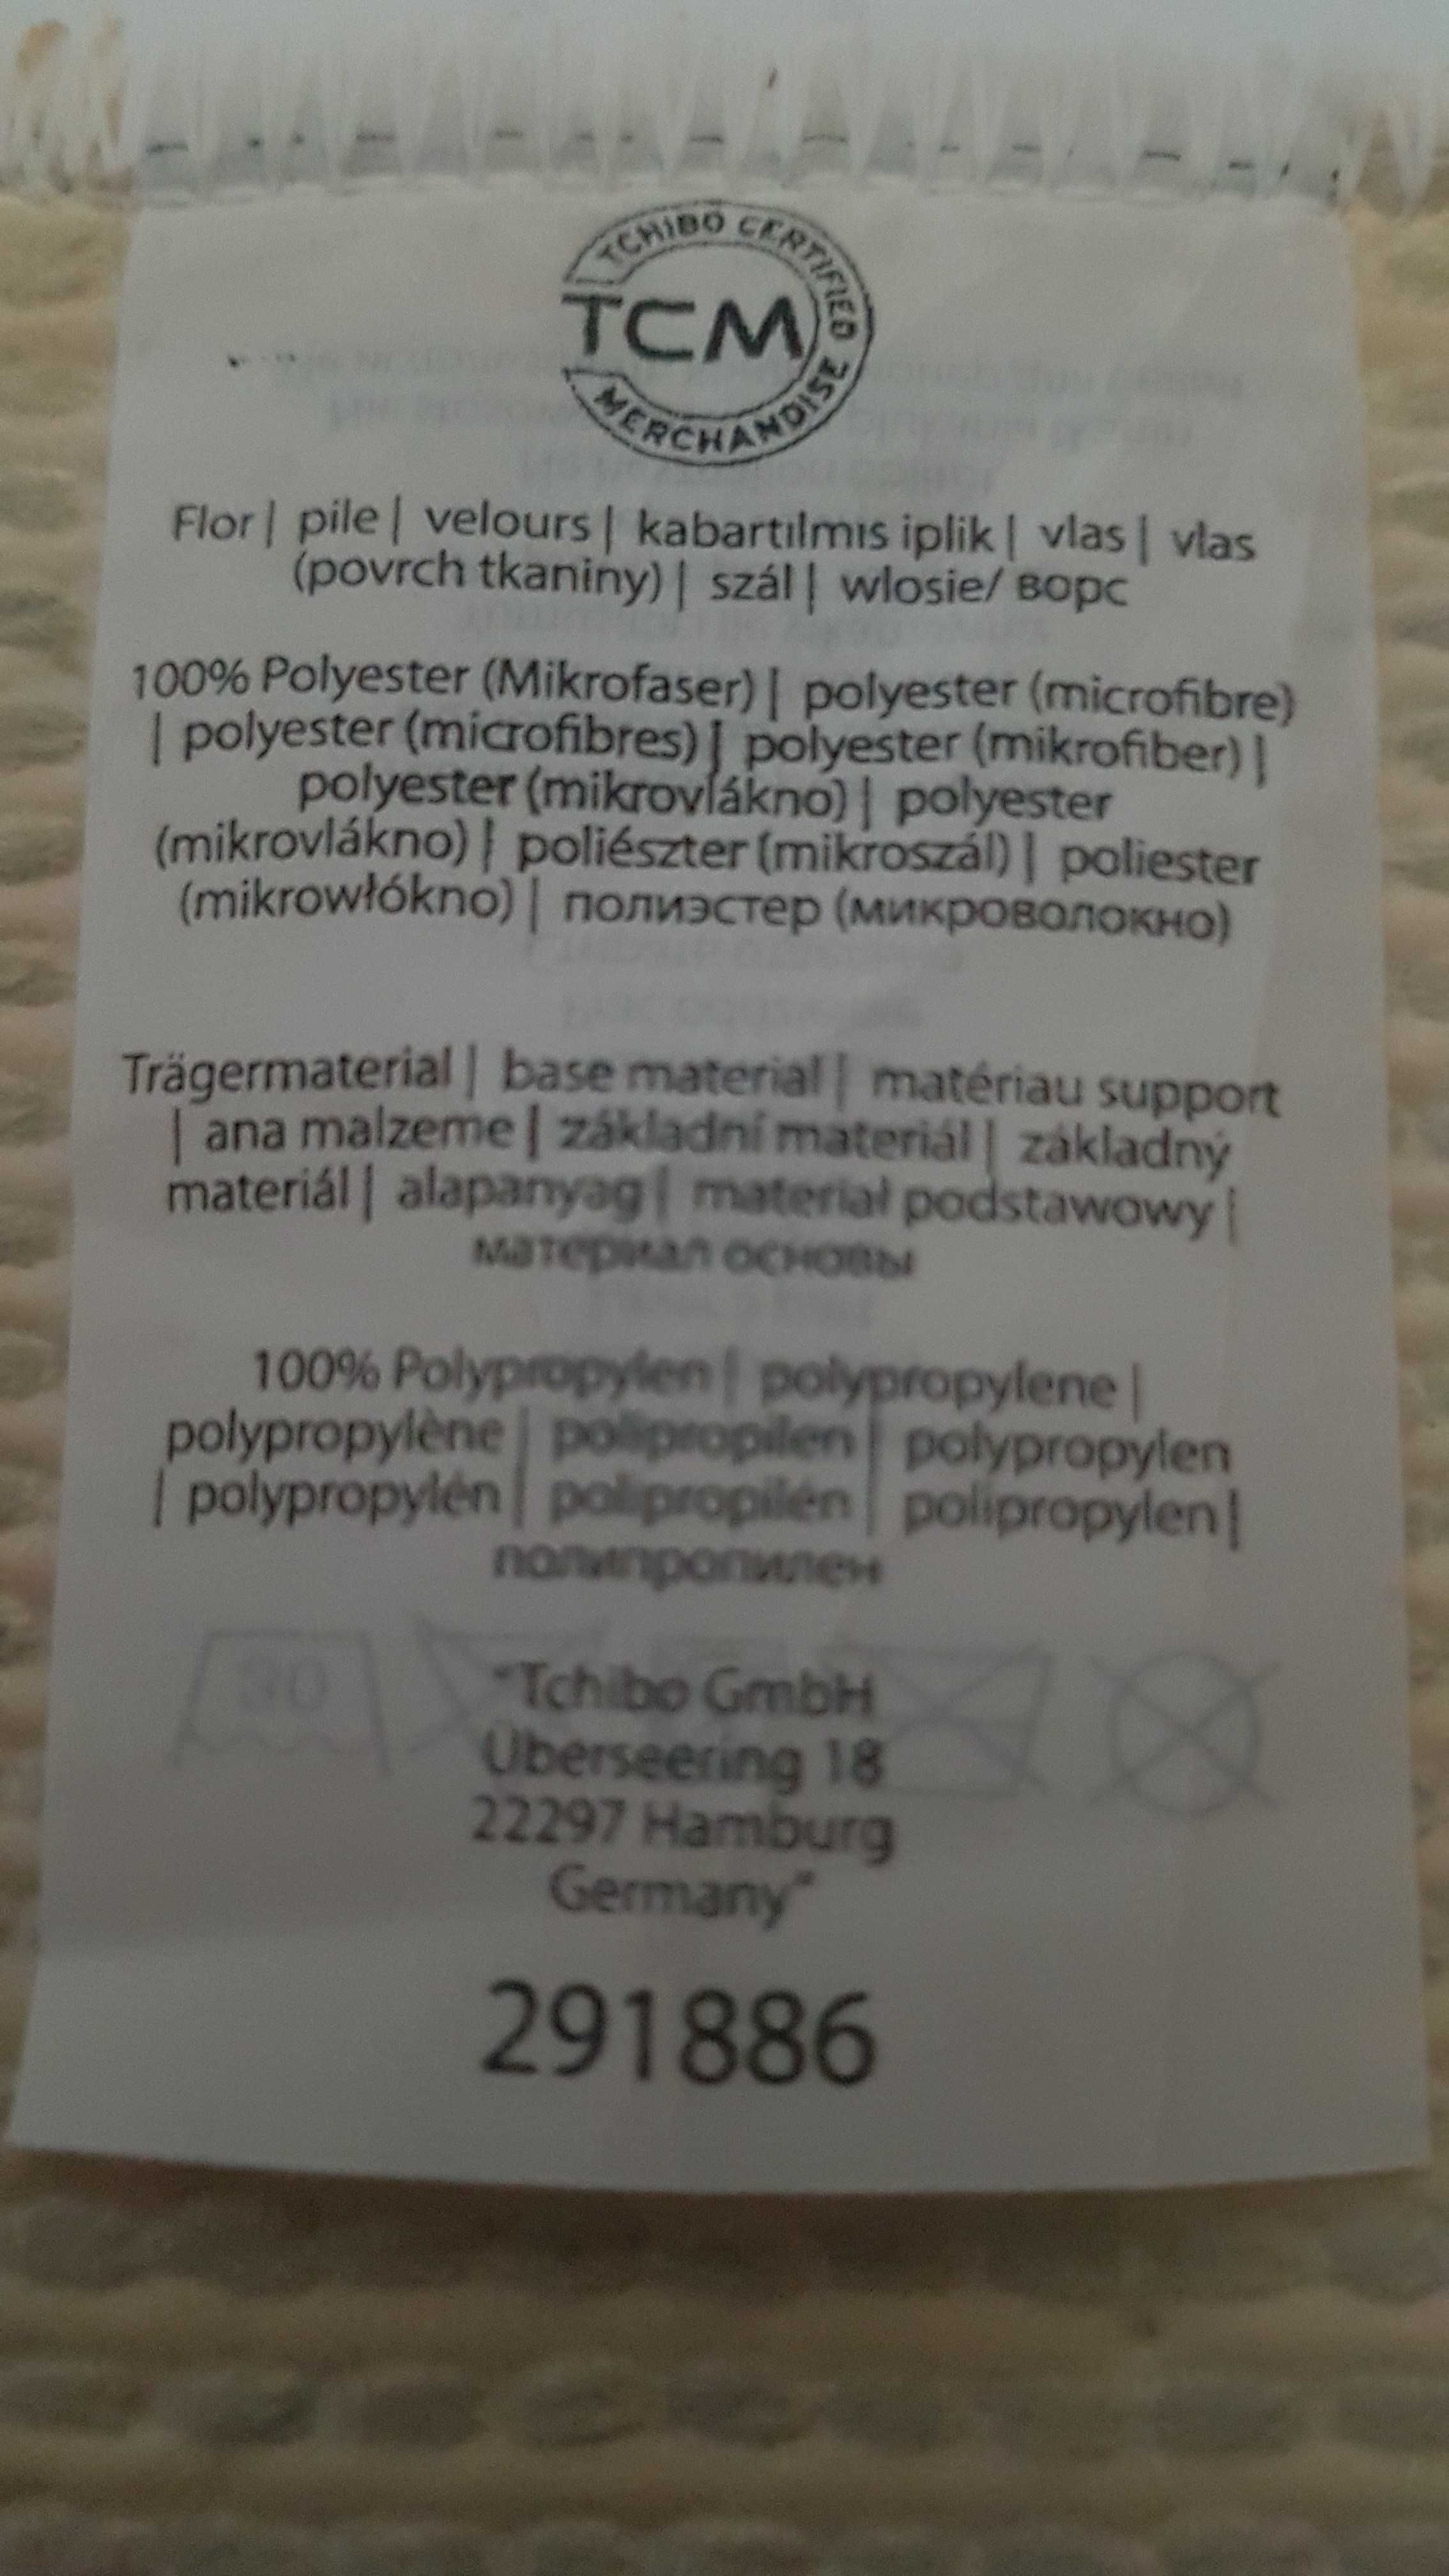 TCHIBO CERTIFIED
TCM
MERCHANDISE
Flor | pile | velours | kabartılmıs iplik | vlas | vlas
(povrch tkaniny) | szál | wlosie/ ворс
100% Polyester (Mikrofaser) | polyester (microfibre)
| polyester (microfibres) | polyester (mikrofiber) |
polyester (mikrovlákno) | polyester
(mikrovlákno) | poliészter (mikroszál) | poliester
(mikrowłókno) | полиэстер (микроволокно)
Trägermaterial | base material | matériau support
| ana malzeme | základní materiál | základný
materiál | alapanyag | materiał podstawowy |
материал основы
100% Polypropylen | polypropylene |
polypropylène | polipropilen | polypropylen
| polypropylén | polipropilén | polipropylen |
полипропилен
30
"Tchibo GmbH
Überseering 18
22297 Hamburg
Germany"
291886